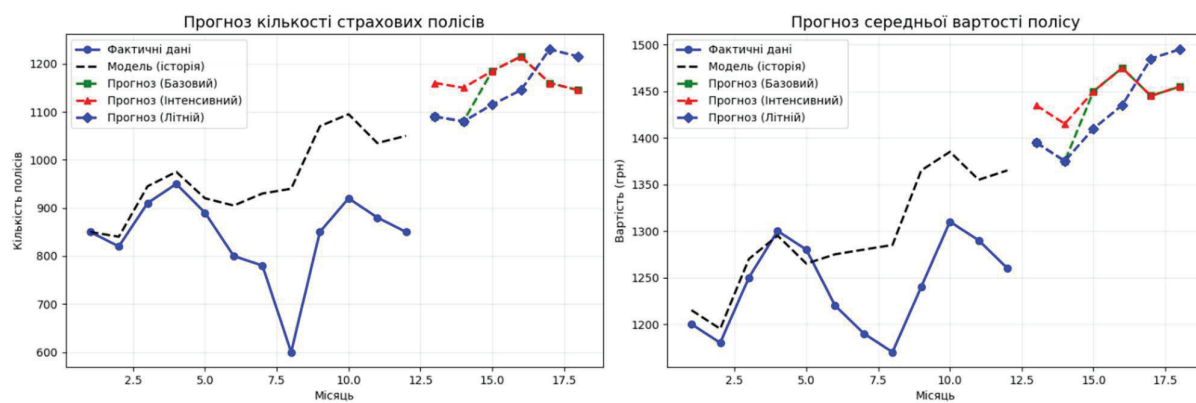 Прогноз кількості страхових полісів
Кількість полісів
1200
1100
1000
900
800
700
600
Фактичні дані
Модель (історія)
Прогноз (Базовий)
Прогноз (Інтенсивний)
Прогноз (Літній)
2.5 5.0 7.5 10.0 12.5 15.0 17.5
Місяць
Прогноз середньої вартості полісу
Вартість (грн)
1500
1450
1400
1350
1300
1250
1200
Фактичні дані
Модель (історія)
Прогноз (Базовий)
Прогноз (Інтенсивний)
Прогноз (Літній)
2.5 5.0 7.5 10.0 12.5 15.0 17.5
Місяць